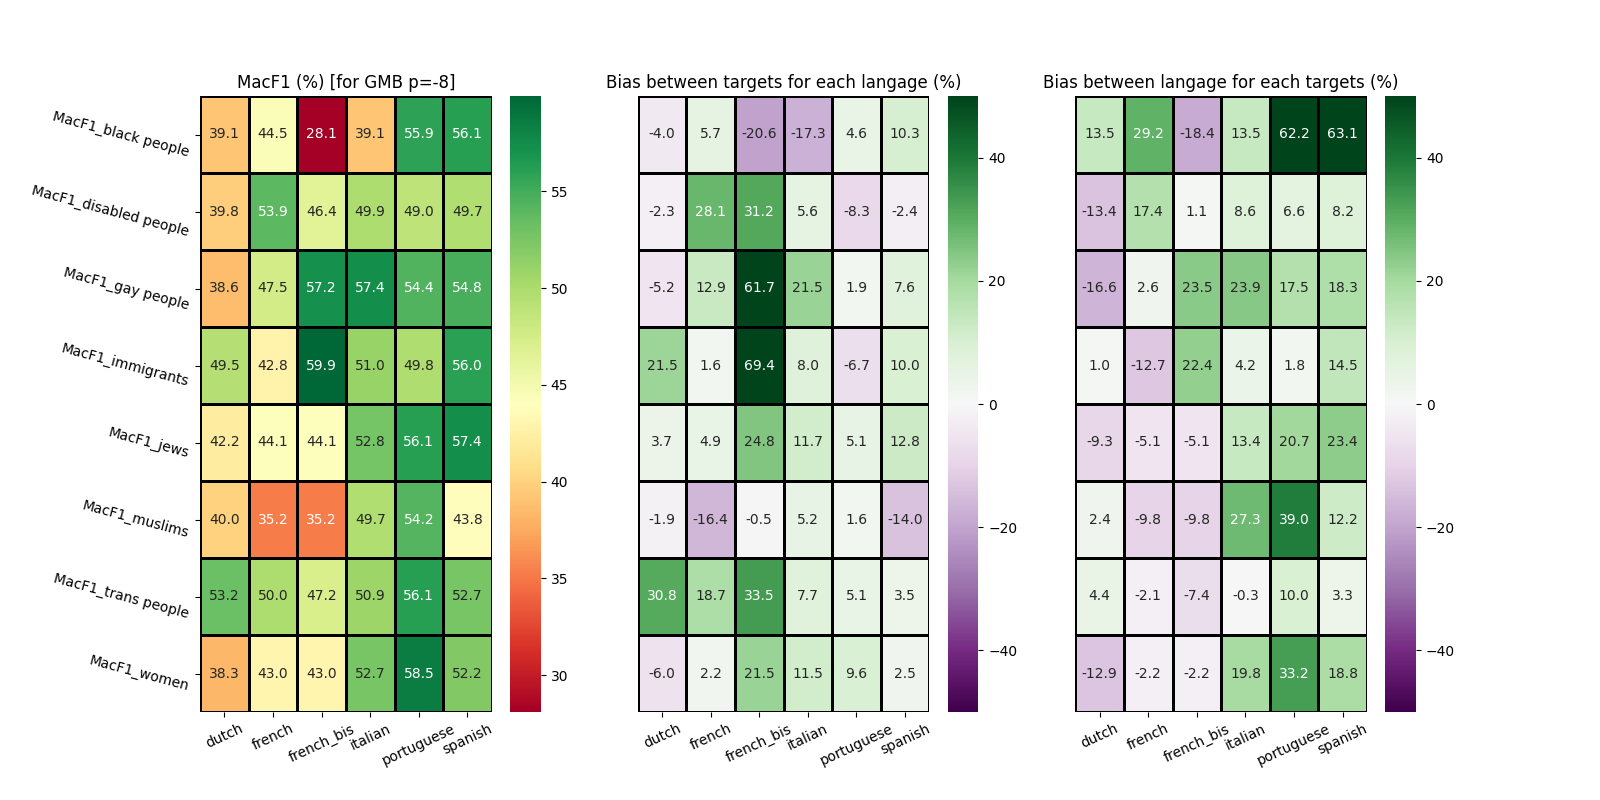 MacF1 (%) [for GMB p=-8]
Bias between targets for each langage (%)
Bias between langage for each targets (%)
MacF1_black people 39.1 44.5 28.1 39.1 55.9 56.1
MacF1_disabled people 39.8 53.9 46.4 49.9 49.0 49.7
MacF1_gay people 38.6 47.5 57.2 57.4 54.4 54.8
MacF1_immigrants 49.5 42.8 59.9 51.0 49.8 56.0
MacF1_jews 42.2 44.1 44.1 52.8 56.1 57.4
MacF1_muslims 40.0 35.2 35.2 49.7 54.2 43.8
MacF1_trans people 53.2 50.0 47.2 50.9 56.1 52.7
MacF1_women 38.3 43.0 43.0 52.7 58.5 52.2
dutch french french_bis italian portuguese spanish
55
50
45
40
35
30
-4.0 5.7 -20.6 -17.3 4.6 10.3
-2.3 28.1 31.2 5.6 -8.3 -2.4
-5.2 12.9 61.7 21.5 1.9 7.6
21.5 1.6 69.4 8.0 -6.7 10.0
3.7 4.9 24.8 11.7 5.1 12.8
-1.9 -16.4 -0.5 5.2 1.6 -14.0
30.8 18.7 33.5 7.7 5.1 3.5
-6.0 2.2 21.5 11.5 9.6 2.5
dutch french french_bis italian portuguese spanish
40
20
0
−20
−40
13.5 29.2 -18.4 13.5 62.2 63.1
-13.4 17.4 1.1 8.6 6.6 8.2
-16.6 2.6 23.5 23.9 17.5 18.3
1.0 -12.7 22.4 4.2 1.8 14.5
-9.3 -5.1 -5.1 13.4 20.7 23.4
2.4 -9.8 -9.8 27.3 39.0 12.2
4.4 -2.1 -7.4 -0.3 10.0 3.3
-12.9 -2.2 -2.2 19.8 33.2 18.8
dutch french french_bis italian portuguese spanish
40
20
0
−20
−40